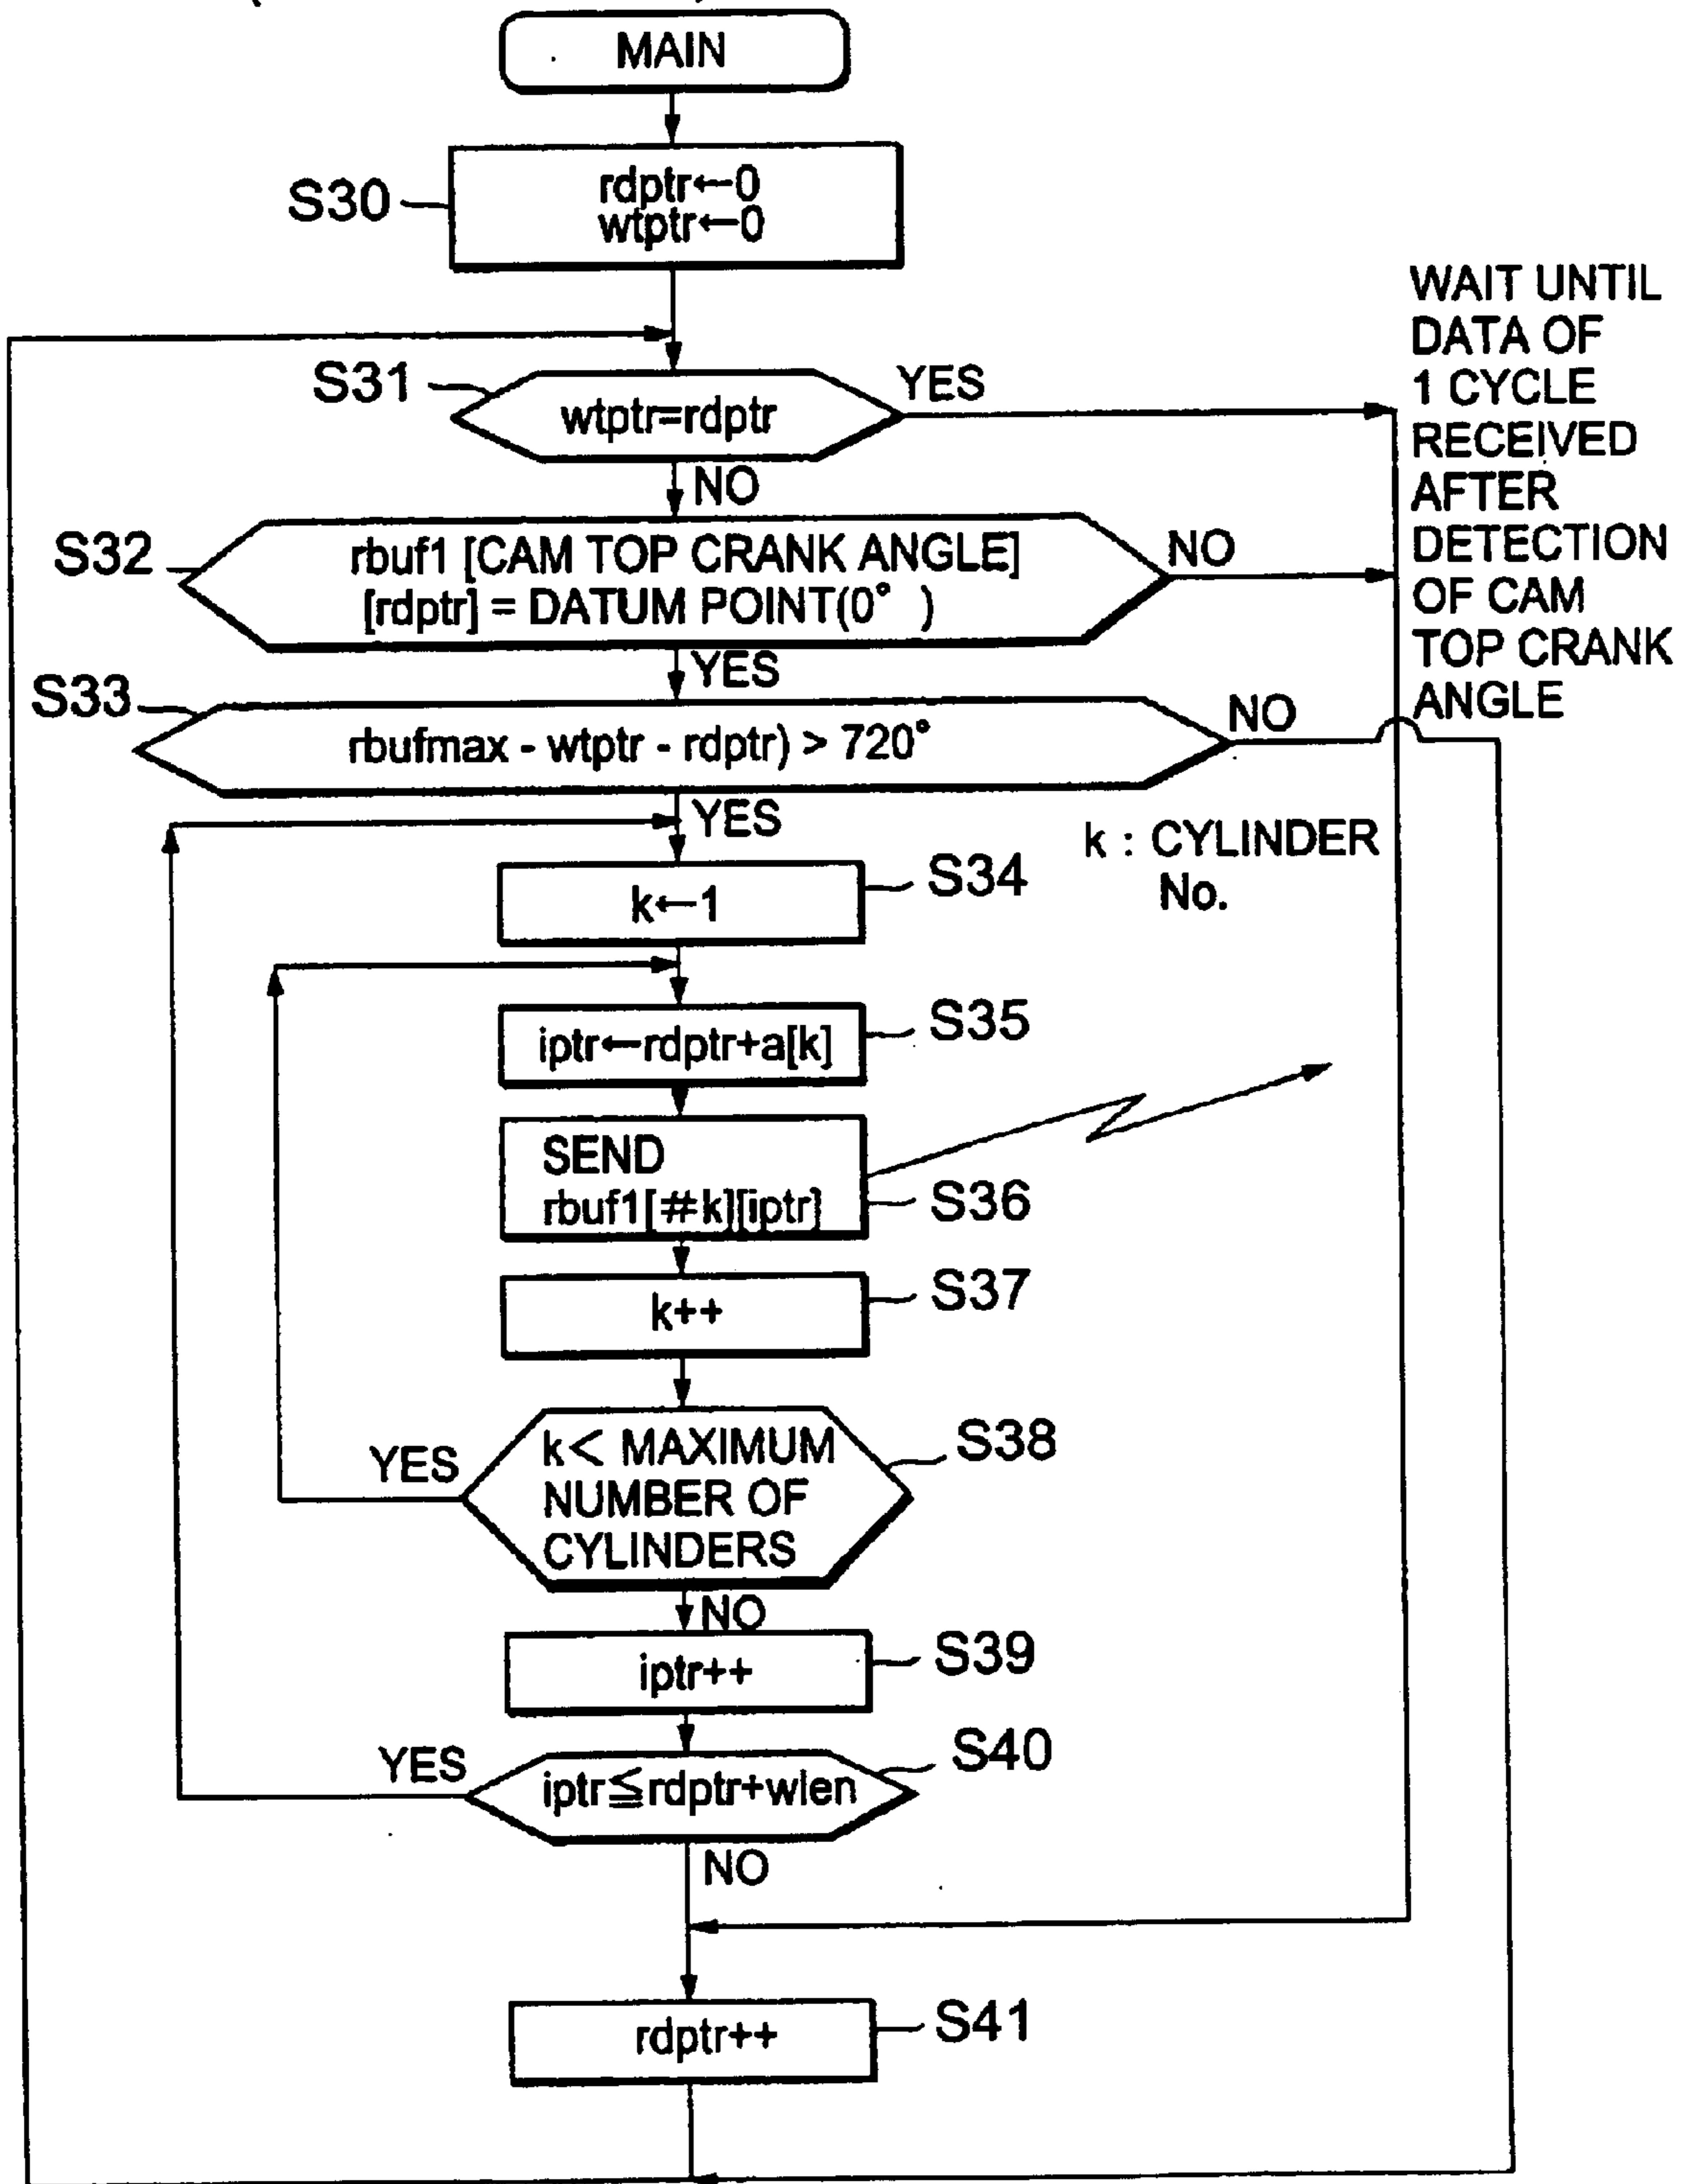 MAIN
S30
rdptr←0
wtptr←0
WAIT UNTIL
DATA OF
1 CYCLE
RECEIVED
AFTER
DETECTION
OF CAM
TOP CRANK
ANGLE
S31
wtptr=rdptr
YES
NO
S32
rbuf1 [CAM TOP CRANK ANGLE]
[rdptr] = DATUM POINT(0° )
NO
YES
S33
rbufmax - wtptr - rdptr) > 720°
NO
YES
k : CYLINDER
No.
k←1
S34
iptr←rdptr+a[k]
S35
SEND
rbuf1[#k][iptr]
S36
k++
S37
k< MAXIMUM
NUMBER OF
CYLINDERS
S38
YES
NO
iptr++
S39
iptr≦rdptr+wlen
S40
YES
NO
rdptr++
S41